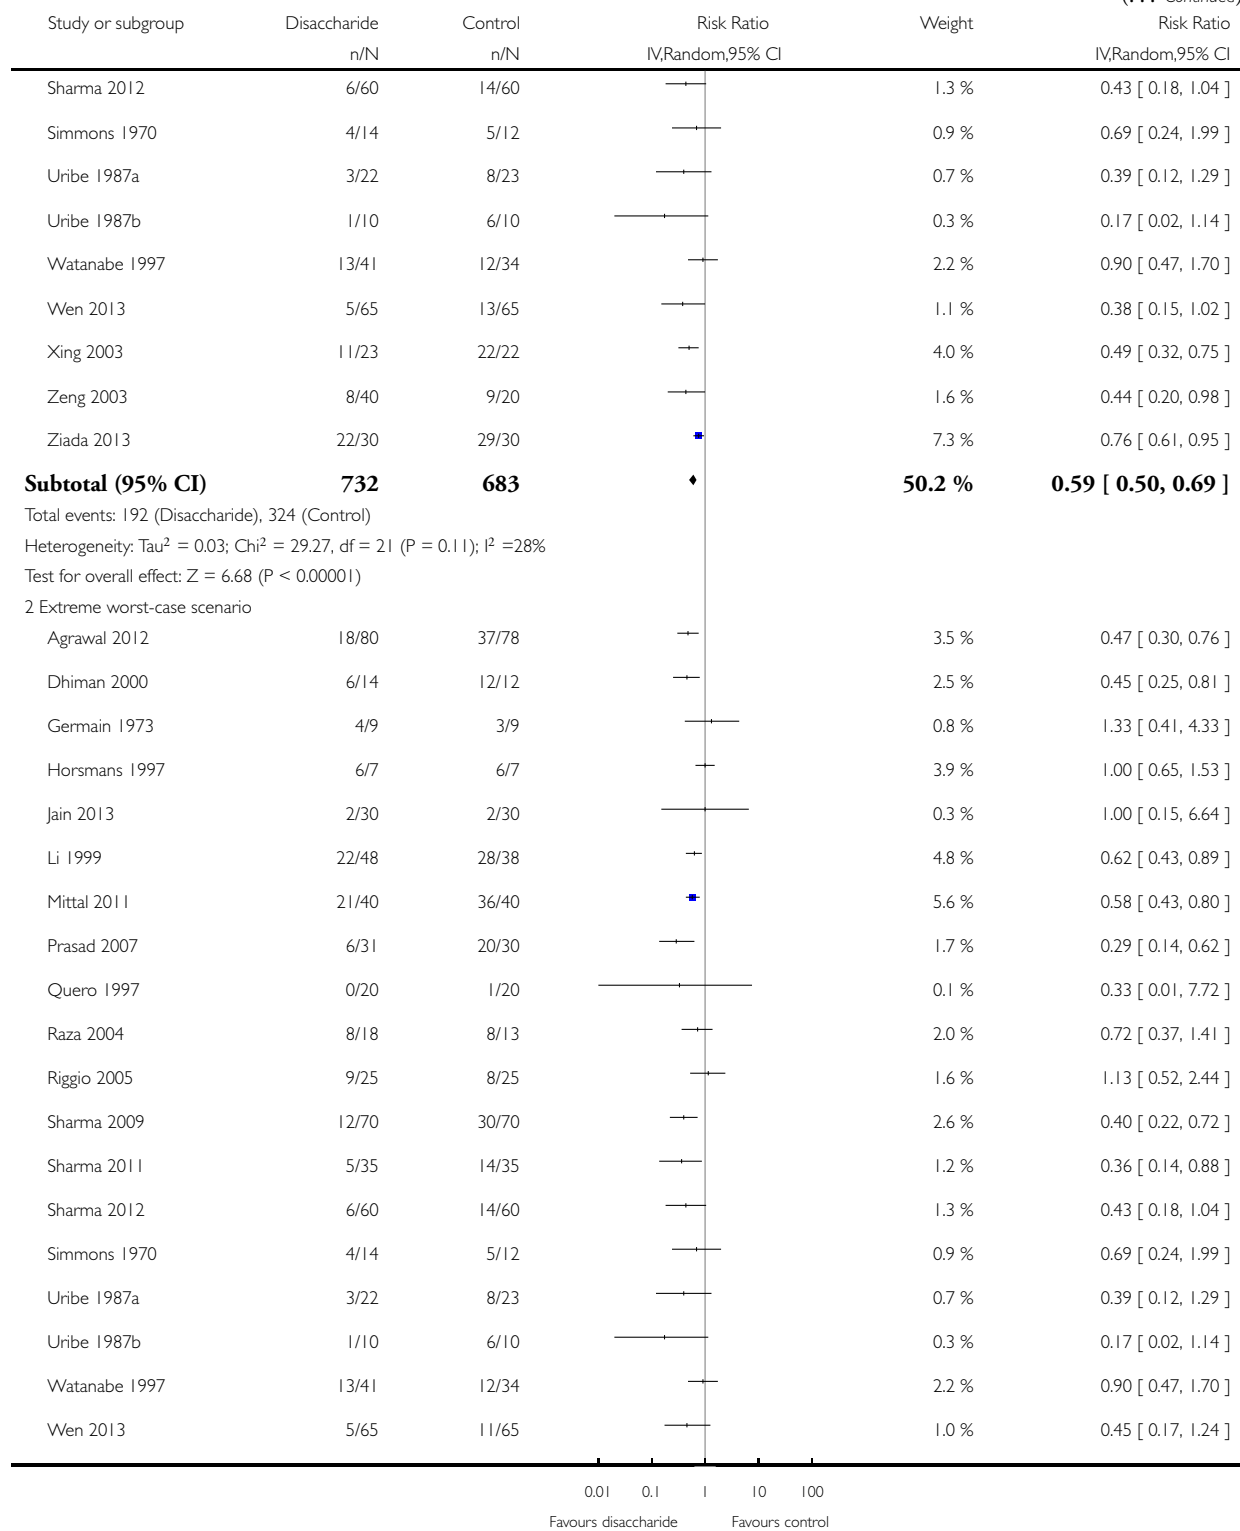 Continued)
Study or subgroup Disaccharide Control Risk Ratio Weight Risk Ratio
n/N n/N IV,Random,95% CI IV,Random,95% CI
Sharma 2012 6/60 14/60 1.3 % 0.43 [ 0.18, 1.04 ]
Simmons 1970 4/14 5/12 0.9 % 0.69 [ 0.24, 1.99 ]
Uribe 1987a 3/22 8/23 0.7 % 0.39 [ 0.12, 1.29 ]
Uribe 1987b 1/10 6/10 0.3 % 0.17 [ 0.02, 1.14 ]
Watanabe 1997 13/41 12/34 2.2 % 0.90 [ 0.47, 1.70 ]
Wen 2013 5/65 13/65 1.1 % 0.38 [ 0.15, 1.02 ]
Xing 2003 11/23 22/22 4.0 % 0.49 [ 0.32, 0.75 ]
Zeng 2003 8/40 9/20 1.6 % 0.44 [ 0.20, 0.98 ]
Ziada 2013 22/30 29/30 7.3 % 0.76 [ 0.61, 0.95 ]
Subtotal (95% CI) 732 683 50.2 % 0.59 [ 0.50, 0.69 ]
Total events: 192 (Disaccharide), 324 (Control)
Heterogeneity: Tau² = 0.03; Chi² = 29.27, df = 21 (P = 0.11); I² =28%
Test for overall effect: Z = 6.68 (P < 0.00001)
2 Extreme worst-case scenario
Agrawal 2012 18/80 37/78 3.5 % 0.47 [ 0.30, 0.76 ]
Dhiman 2000 6/14 12/12 2.5 % 0.45 [ 0.25, 0.81 ]
Germain 1973 4/9 3/9 0.8 % 1.33 [ 0.41, 4.33 ]
Horsmans 1997 6/7 6/7 3.9 % 1.00 [ 0.65, 1.53 ]
Jain 2013 2/30 2/30 0.3 % 1.00 [ 0.15, 6.64 ]
Li 1999 22/48 28/38 4.8 % 0.62 [ 0.43, 0.89 ]
Mittal 2011 21/40 36/40 5.6 % 0.58 [ 0.43, 0.80 ]
Prasad 2007 6/31 20/30 1.7 % 0.29 [ 0.14, 0.62 ]
Quero 1997 0/20 1/20 0.1 % 0.33 [ 0.01, 7.72 ]
Raza 2004 8/18 8/13 2.0 % 0.72 [ 0.37, 1.41 ]
Riggio 2005 9/25 8/25 1.6 % 1.13 [ 0.52, 2.44 ]
Sharma 2009 12/70 30/70 2.6 % 0.40 [ 0.22, 0.72 ]
Sharma 2011 5/35 14/35 1.2 % 0.36 [ 0.14, 0.88 ]
Sharma 2012 6/60 14/60 1.3 % 0.43 [ 0.18, 1.04 ]
Simmons 1970 4/14 5/12 0.9 % 0.69 [ 0.24, 1.99 ]
Uribe 1987a 3/22 8/23 0.7 % 0.39 [ 0.12, 1.29 ]
Uribe 1987b 1/10 6/10 0.3 % 0.17 [ 0.02, 1.14 ]
Watanabe 1997 13/41 12/34 2.2 % 0.90 [ 0.47, 1.70 ]
Wen 2013 5/65 11/65 1.0 % 0.45 [ 0.17, 1.24 ]
0.01 0.1 1 10 100
Favours disaccharide Favours control